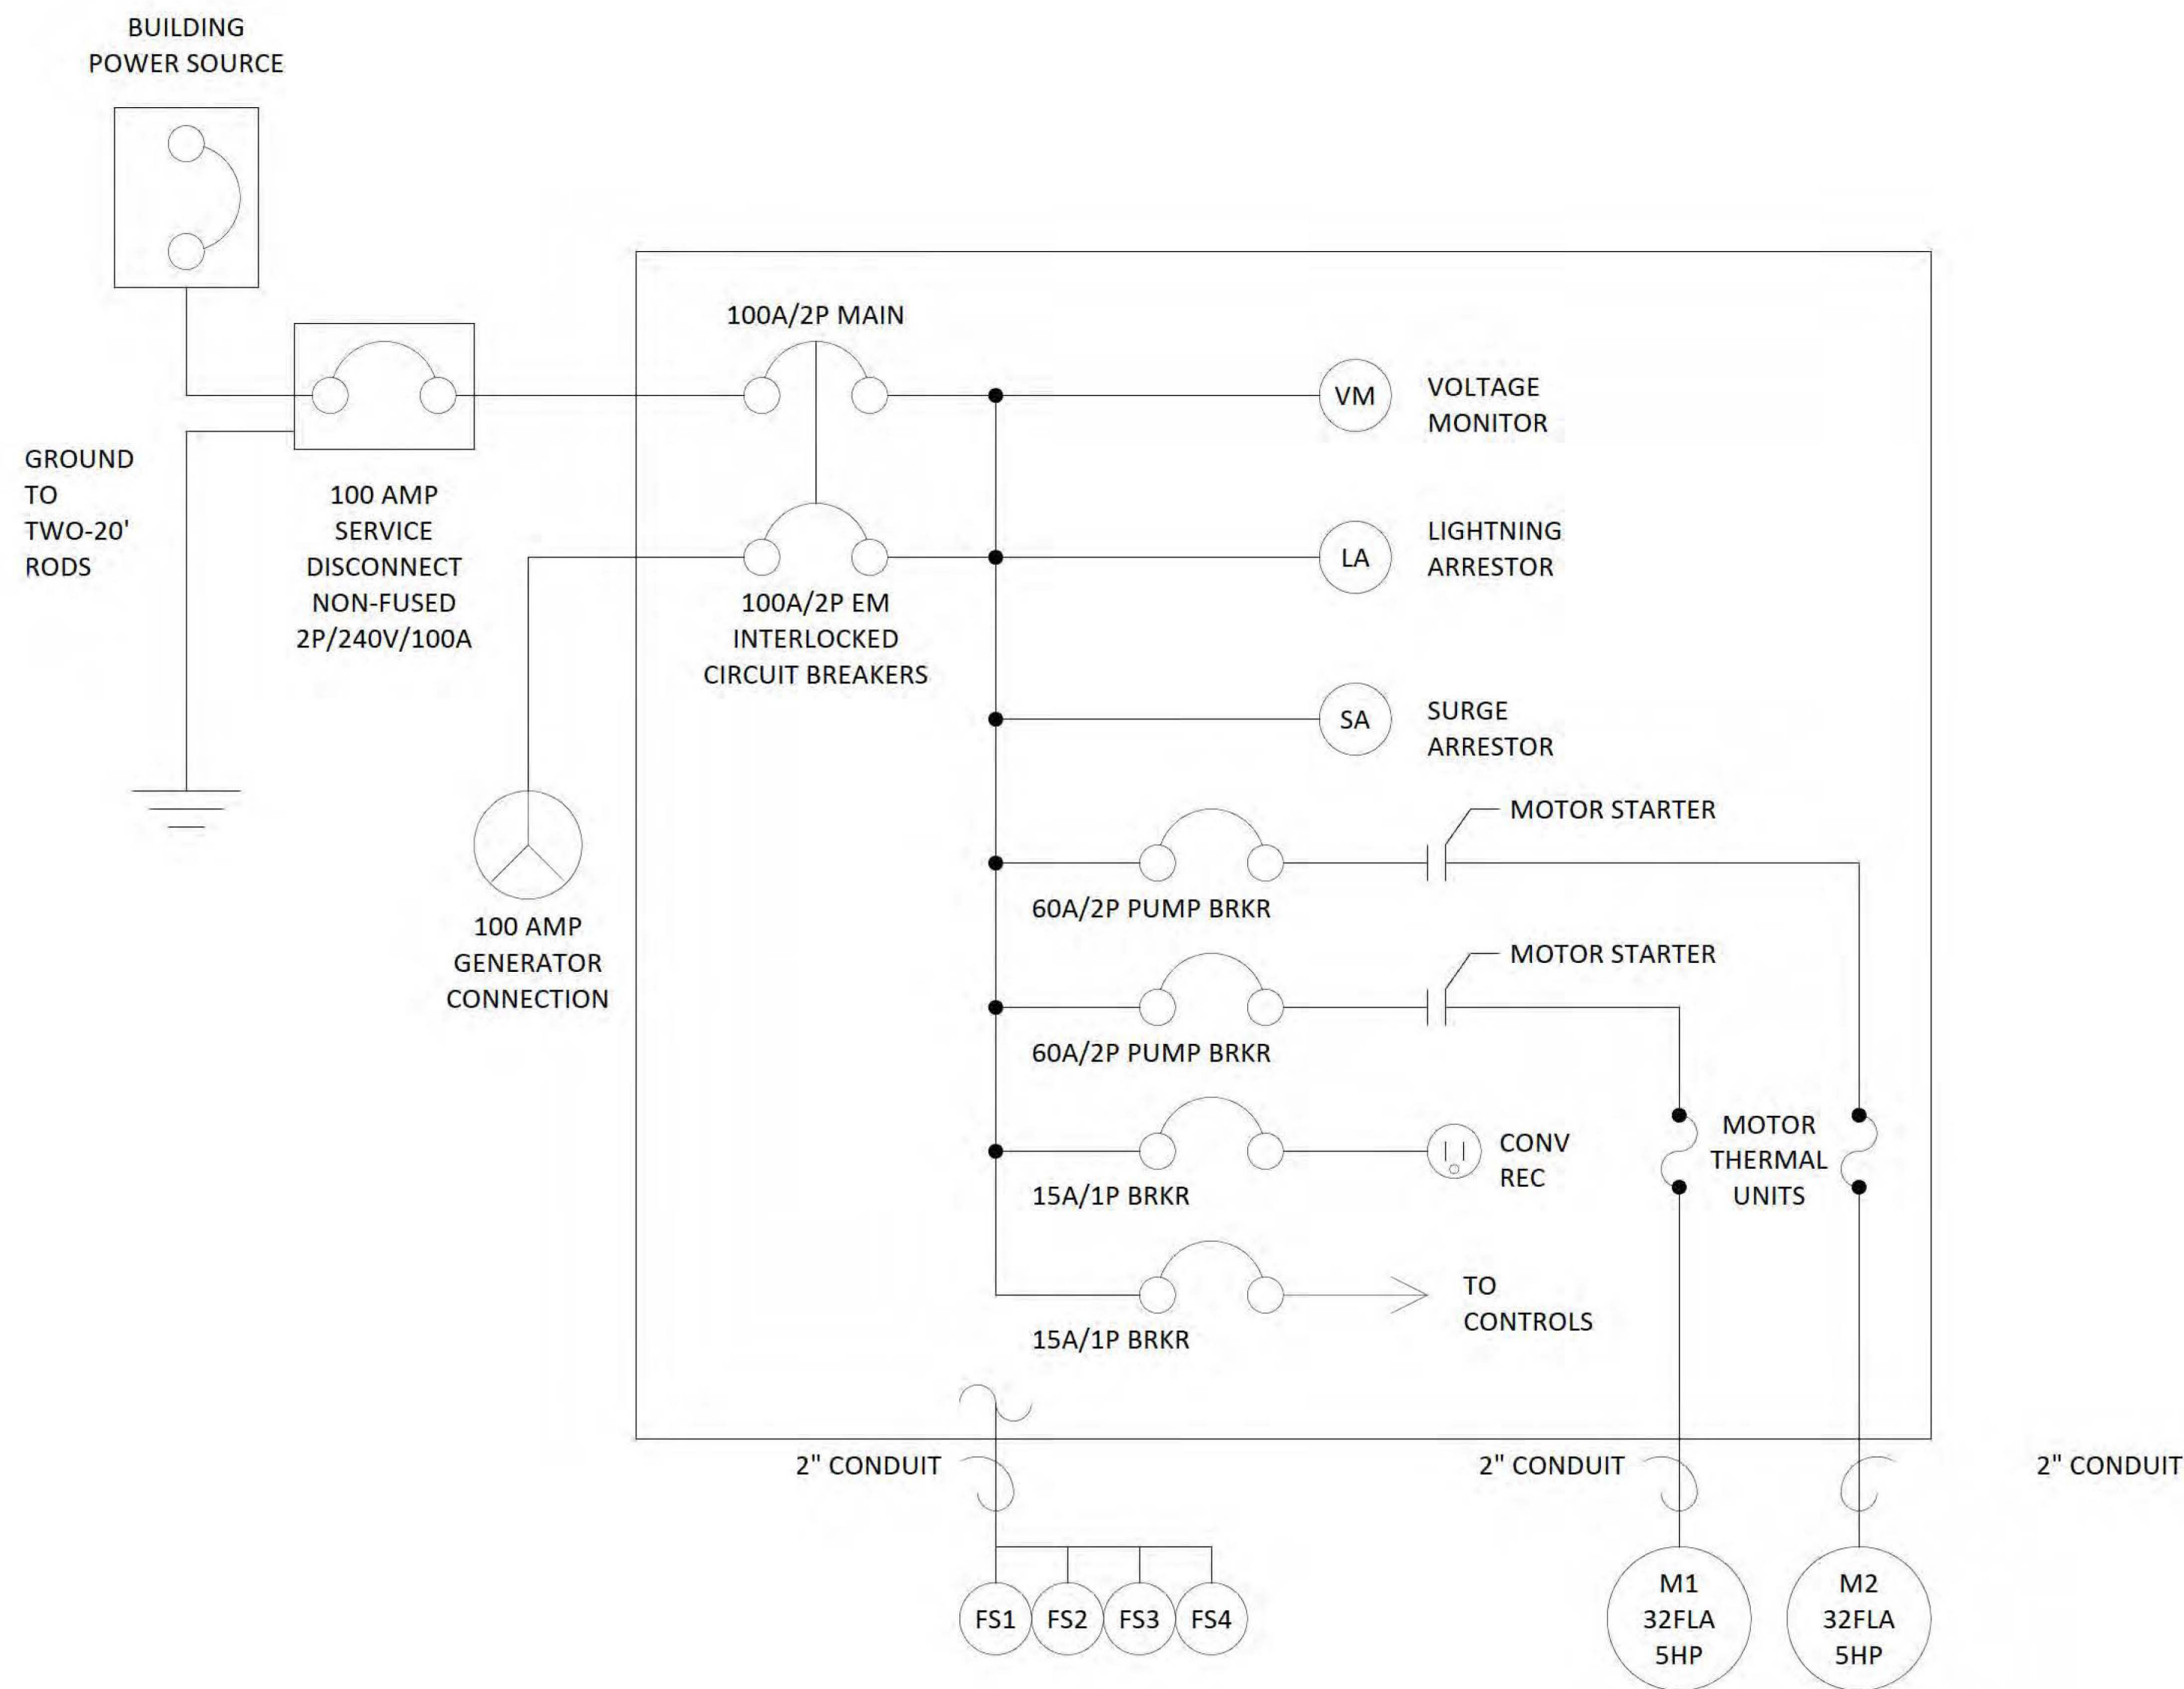 BUILDING
POWER SOURCE
GROUND
TO
TWO-20'
RODS
100 AMP
SERVICE
DISCONNECT
NON-FUSED
2P/240V/100A
100A/2P MAIN
100A/2P EM
INTERLOCKED
CIRCUIT BREAKERS
100 AMP
GENERATOR
CONNECTION
VM
VOLTAGE
MONITOR
LA
LIGHTNING
ARRESTOR
SA
SURGE
ARRESTOR
MOTOR STARTER
60A/2P PUMP BRKR
MOTOR STARTER
60A/2P PUMP BRKR
CONV
REC
15A/1P BRKR
MOTOR
THERMAL
UNITS
TO
CONTROLS
15A/1P BRKR
2" CONDUIT
2" CONDUIT
2" CONDUIT
FS1
FS2
FS3
FS4
M1
32FLA
5HP
M2
32FLA
5HP